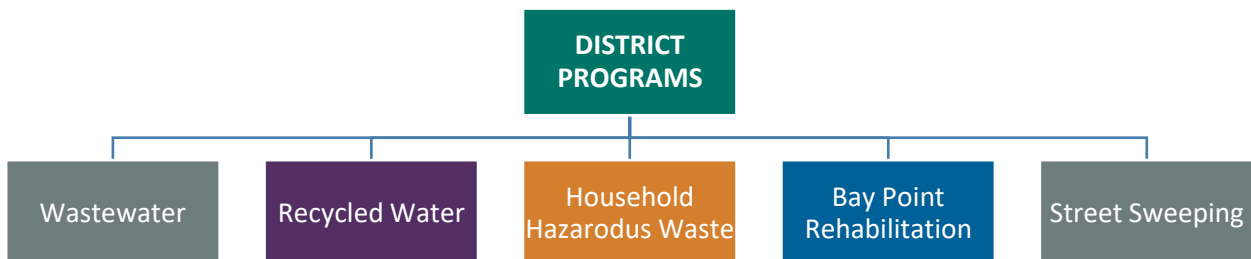 DISTRICT
PROGRAMS
Wastewater
Recycled Water
Household
Hazarodus Waste
Bay Point
Rehabilitation
Street Sweeping